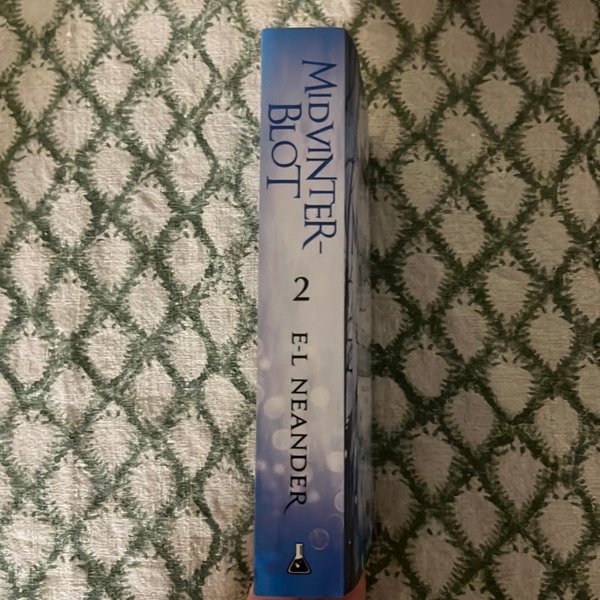 MIDVINTER-
BLOT
2
E-L NEANDER